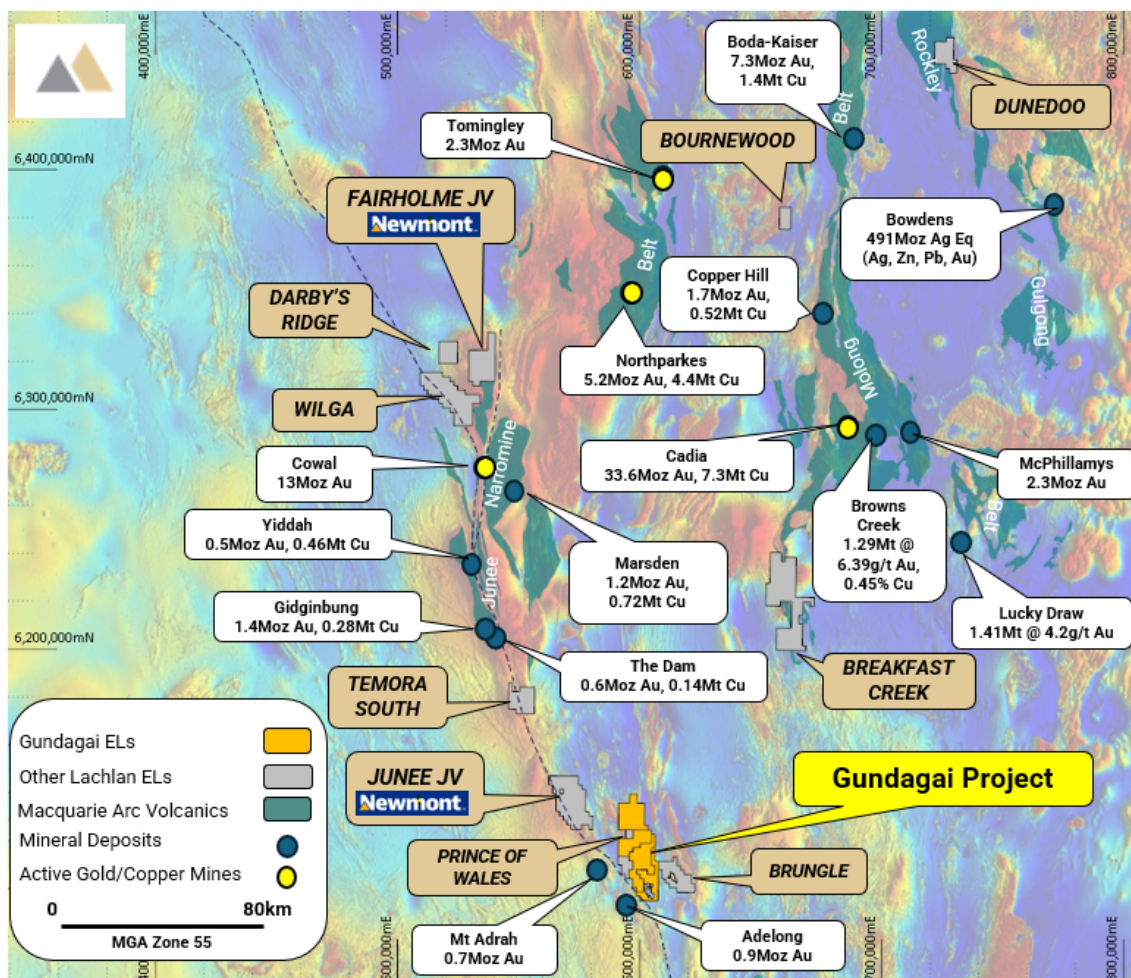 400,000mE
500,000mE
600,000mE
700,000mE
800,000mE
Boda-Kaiser
7.3Moz Au,
1.4Mt Cu
Rockley
DUNEDOO
Belt
Tomingley
2.3Moz Au
BOURNEWOOD
6,400,000mN
FAIRHOLME JV
Newmont
Bowdens
491Moz Ag Eq
(Ag, Zn, Pb, Au)
Belt
Copper Hill
1.7Moz Au,
0.52Mt Cu
DARBY'S
RIDGE
Gulgong
Northparkes
5.2Moz Au, 4.4Mt Cu
Molong
6,300,000mN
WILGA
Cowal
13Moz Au
Narromine
Cadia
33.6Moz Au, 7.3Mt Cu
McPhillamys
2.3Moz Au
Browns
Creek
1.29Mt @
6.39g/t Au,
0.45% Cu
Belt
Yiddah
0.5Moz Au, 0.46Mt Cu
Marsden
1.2Moz Au,
0.72Mt Cu
Junee
Gidginbung
1.4Moz Au, 0.28Mt Cu
Lucky Draw
1.41Mt @ 4.2g/t Au
6,200,000mN
The Dam
0.6Moz Au, 0.14Mt Cu
BREAKFAST
CREEK
TEMORA
SOUTH
Gundagai ELs
Other Lachlan ELs
Macquarie Arc Volcanics
Mineral Deposits
Active Gold/Copper Mines
0 80km
MGA Zone 55
JUNEE JV
Newmont
Gundagai Project
PRINCE OF
WALES
BRUNGLE
Mt Adrah
0.7Moz Au
Adelong
0.9Moz Au
700,000mE